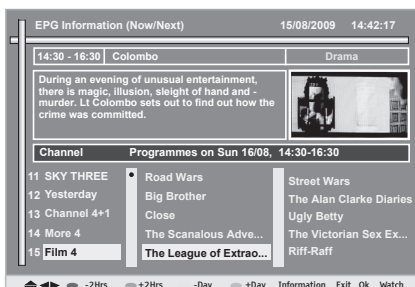 EPG Information (Now/Next) 15/08/2009 14:42:17
14:30 - 16:30 Colombo Drama
During an evening of unusual entertainment,
there is magic, illusion, sleight of hand and -
murder. Lt Colombo sets out to find out how the
crime was committed.
Channel Programmes on Sun 16/08, 14:30-16:30
11 SKY THREE Road Wars Street Wars
12 Yesterday Big Brother The Alan Clarke Diaries
13 Channel 4+1 Close Ugly Betty
14 More 4 The Scanalous Adve... The Victorian Sex Ex...
15 Film 4 The League of Extrao... Riff-Raff
-2Hrs +2Hrs -Day +Day Information Exit Ok Watch